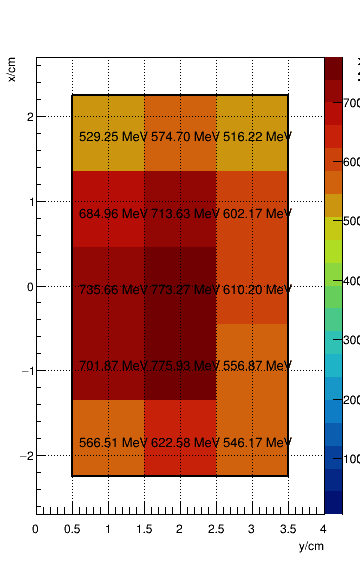 x/cm
2
1
0
−1
−2
529.25 MeV 574.70 MeV 516.22 MeV
684.96 MeV 713.63 MeV 602.17 MeV
735.66 MeV 773.27 MeV 610.20 MeV
701.87 MeV 775.93 MeV 556.87 MeV
566.51 MeV 622.58 MeV 546.17 MeV
0 0.5 1 1.5 2 2.5 3 3.5 4
y/cm
700
600
500
400
300
200
100